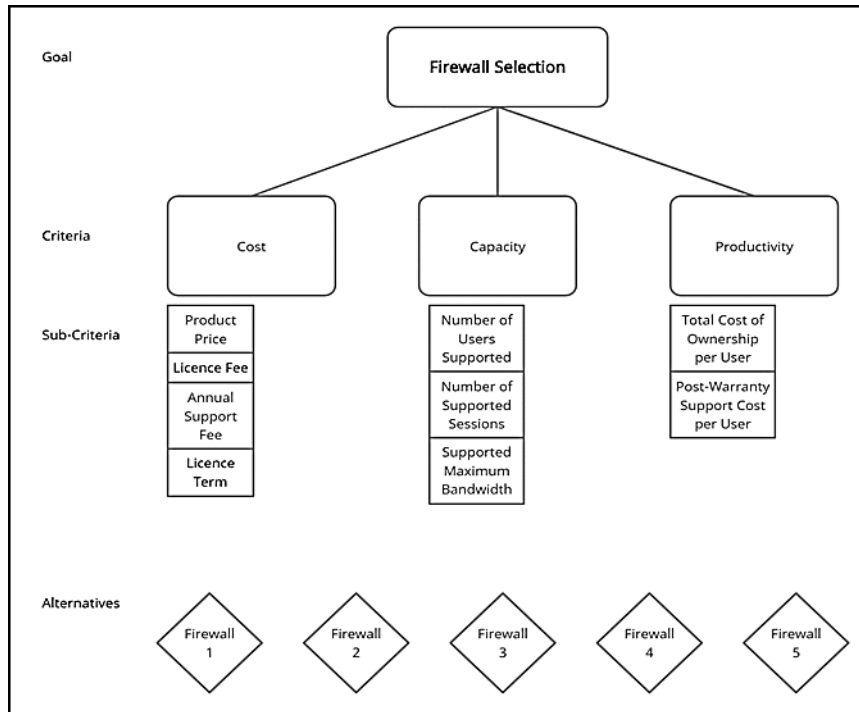 Goal
Firewall Selection
Criteria
Cost
Capacity
Productivity
Sub-Criteria
Product
Price
Licence Fee
Annual
Support
Fee
Licence
Term
Number of
Users
Supported
Number of
Supported
Sessions
Supported
Maximum
Bandwidth
Total Cost of
Ownership
per User
Post-Warranty
Support Cost
per User
Alternatives
Firewall
1
Firewall
2
Firewall
3
Firewall
4
Firewall
5